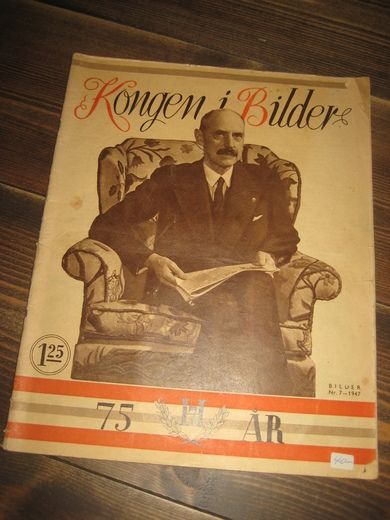 Kongen i Bilder
1.25
BILDER
Nr. 7-1947
75 H ÅR